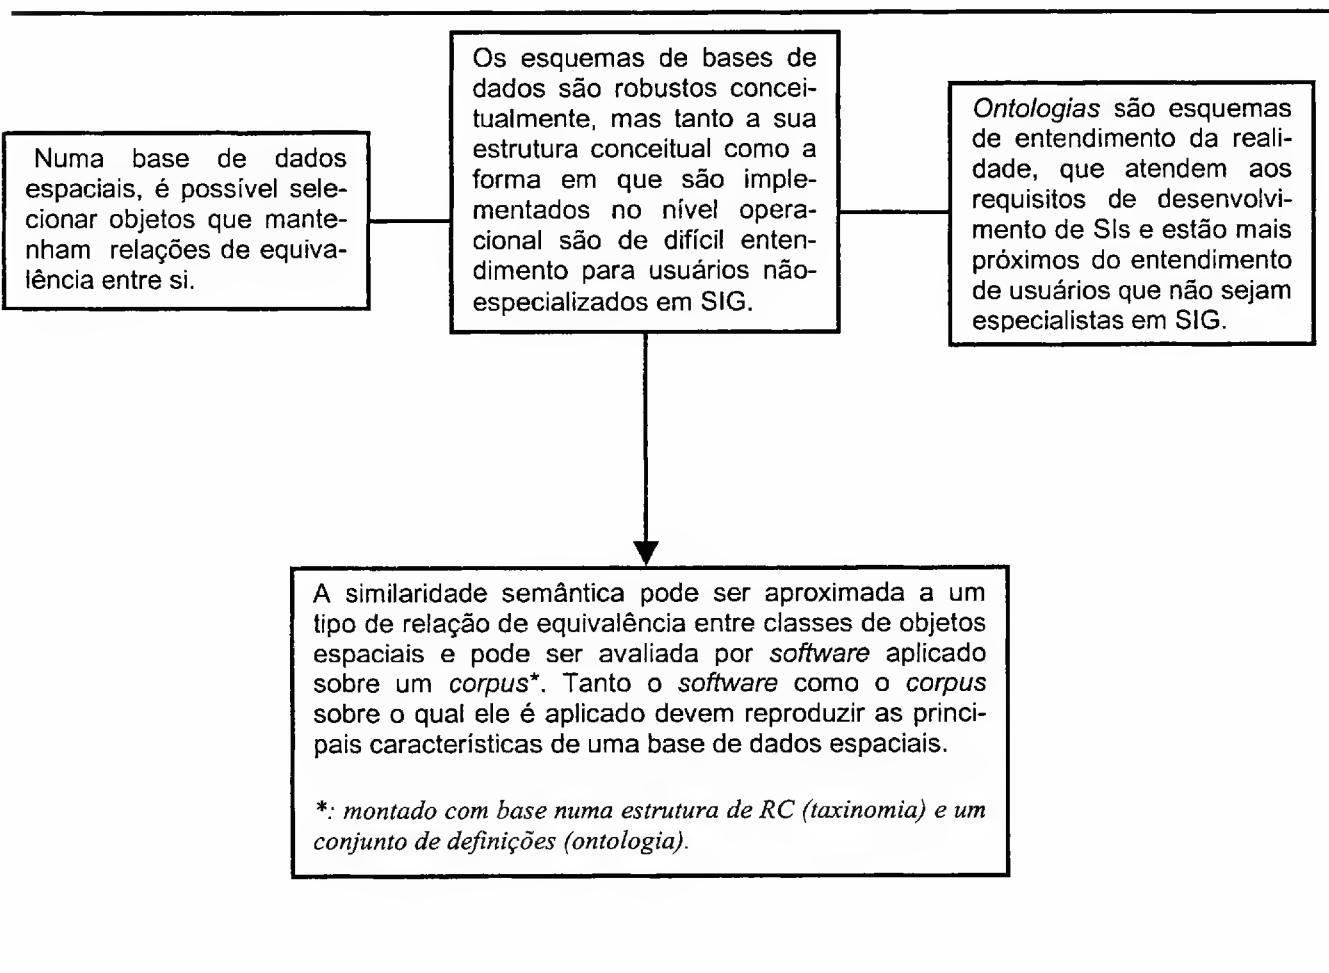 Numa base de dados
espaciais, é possível sele-
cionar objetos que mante-
nham relações de equiva-
lência entre si.
Os esquemas de bases de
dados são robustos concei-
tualmente, mas tanto a sua
estrutura conceitual como a
forma em que são imple-
mentados no nível opera-
cional são de difícil enten-
dimento para usuários não-
especializados em SIG.
Ontologias são esquemas
de entendimento da reali-
dade, que atendem aos
requisitos de desenvolvi-
mento de SIs e estão mais
próximos do entendimento
de usuários que não sejam
especialistas em SIG.
A similaridade semântica pode ser aproximada a um
tipo de relação de equivalência entre classes de objetos
espaciais e pode ser avaliada por software aplicado
sobre um corpus*. Tanto o software como o corpus
sobre o qual ele é aplicado devem reproduzir as princi-
pais características de uma base de dados espaciais.
*: montado com base numa estrutura de RC (taxinomia) e um
conjunto de definições (ontologia).